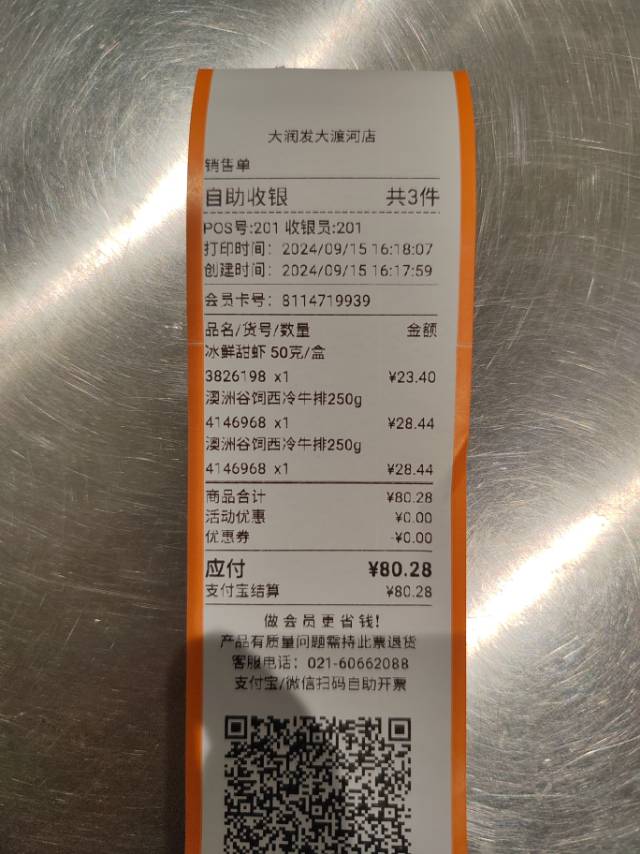 大润发大渡河店
销售单
自助收银 共3件
POS号:201 收银员:201
打印时间: 2024/09/15 16:18:07
创建时间: 2024/09/15 16:17:59
会员卡号: 8114719939
品名/货号/数量 金额
冰鲜甜虾 50克/盒
3826198 x1 ¥23.40
澳洲谷饲西冷牛排250g
4146968 x1 ¥28.44
澳洲谷饲西冷牛排250g
4146968 x1 ¥28.44
商品合计 ¥80.28
活动优惠 ¥0.00
优惠券 -¥0.00
应付 ¥80.28
支付宝结算 ¥80.28
做会员更省钱!
产品有质量问题需持此票退货
客服电话: 021-60662088
支付宝/微信扫码自助开票